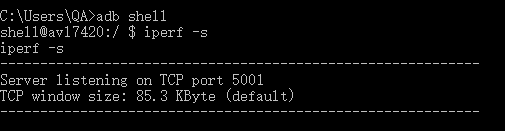 C:\Users\QA>adb shell
shell@av17420:/ $ iperf -s
iperf -s
------------------------------------------------------------
Server listening on TCP port 5001
TCP window size: 85.3 KByte (default)
------------------------------------------------------------